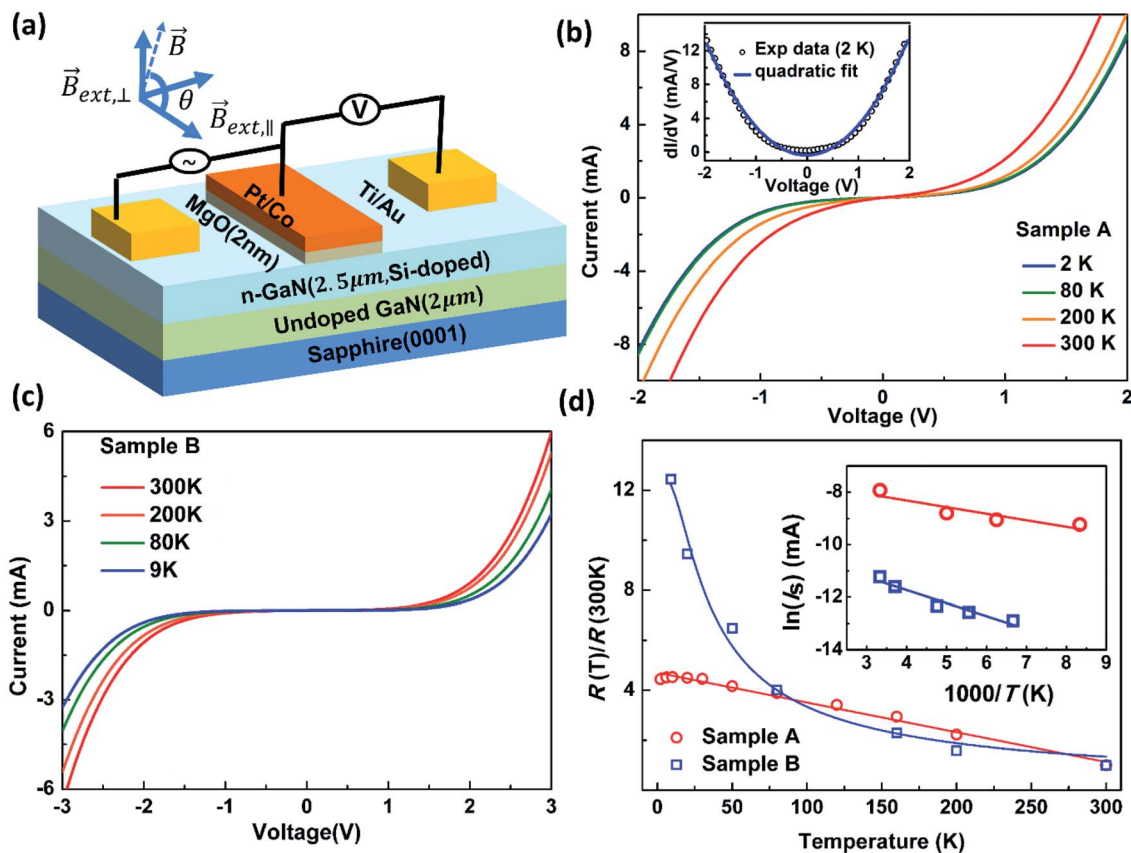 (a)
B⃗
B⃗ext,⊥
θ
B⃗ext,∥
V
~
Pt/Co
Ti/Au
MgO(2nm)
n-GaN(2.5μm,Si-doped)
Undoped GaN(2μm)
Sapphire(0001)
(b)
Current (mA)
8
4
0
-4
-8
-2 -1 0 1 2
Voltage (V)
dI/dV (mA/V)
12
8
4
0
-2 -1 0 1 2
Voltage (V)
Exp data (2 K)
quadratic fit
Sample A
2 K
80 K
200 K
300 K
(c)
Current (mA)
6
3
0
-3
-6
-3 -2 -1 0 1 2 3
Voltage(V)
Sample B
300K
200K
80K
9K
(d)
R(T)/R(300K)
12
8
4
0
0 50 100 150 200 250 300
Temperature (K)
Sample A
Sample B
ln(Is) (mA)
-8
-10
-12
-14
3 4 5 6 7 8 9
1000/T(K)